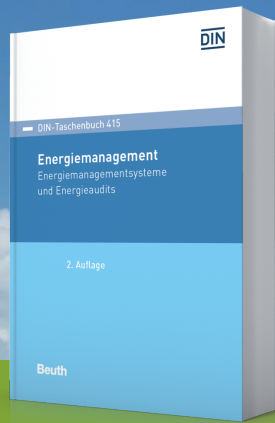 DIN
DIN-Taschenbuch 415
Energiemanagement
Energiemanagementsysteme
und Energieaudits
2. Auflage
Beuth